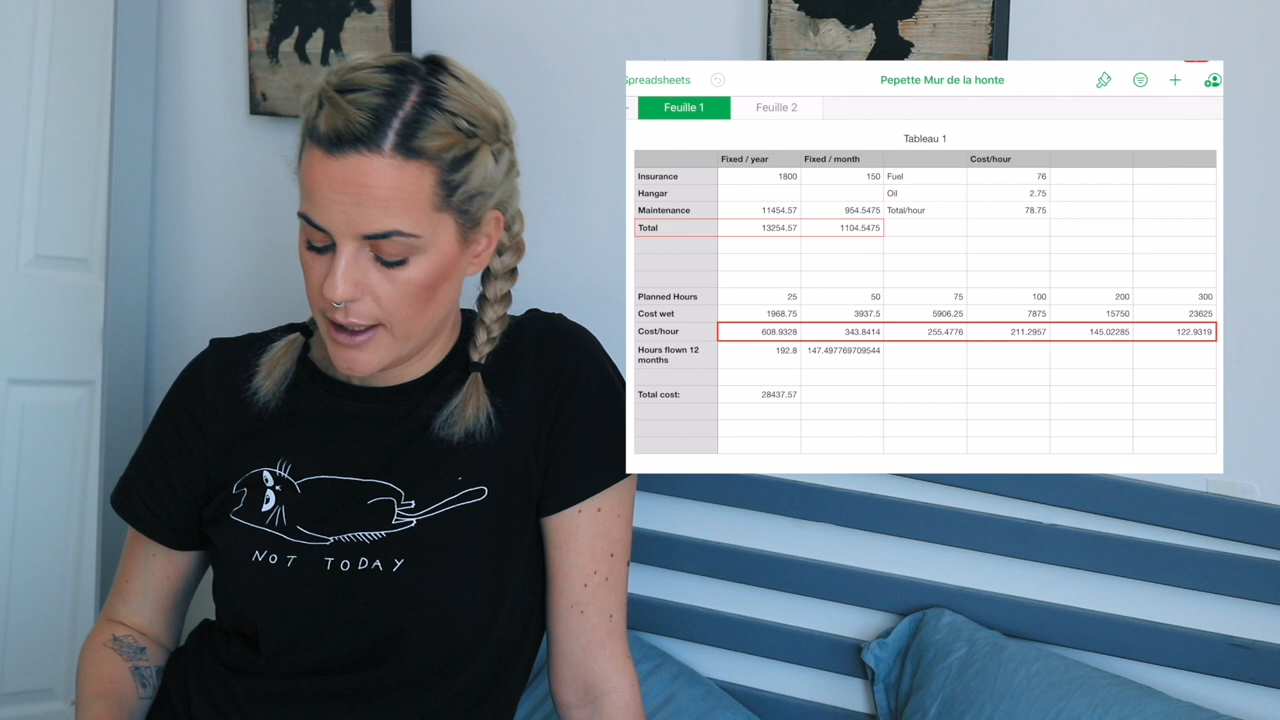 Spreadsheets
Pepette Mur de la honte
Feuille 1 Feuille 2
Tableau 1
Fixed / year Fixed / month Cost/hour
Insurance 1800 150 Fuel 76
Hangar Oil 2.75
Maintenance 11454.57 954.5475 Total/hour 78.75
Total 13254.57 1104.5475
Planned Hours 25 50 75 100 200 300
Cost wet 1968.75 3937.5 5906.25 7875 15750 23625
Cost/hour 608.9328 343.8414 255.4776 211.2957 145.02285 122.9319
Hours flown 12 192.8 147.497769709544
months
Total cost: 28437.57
NOT TODAY